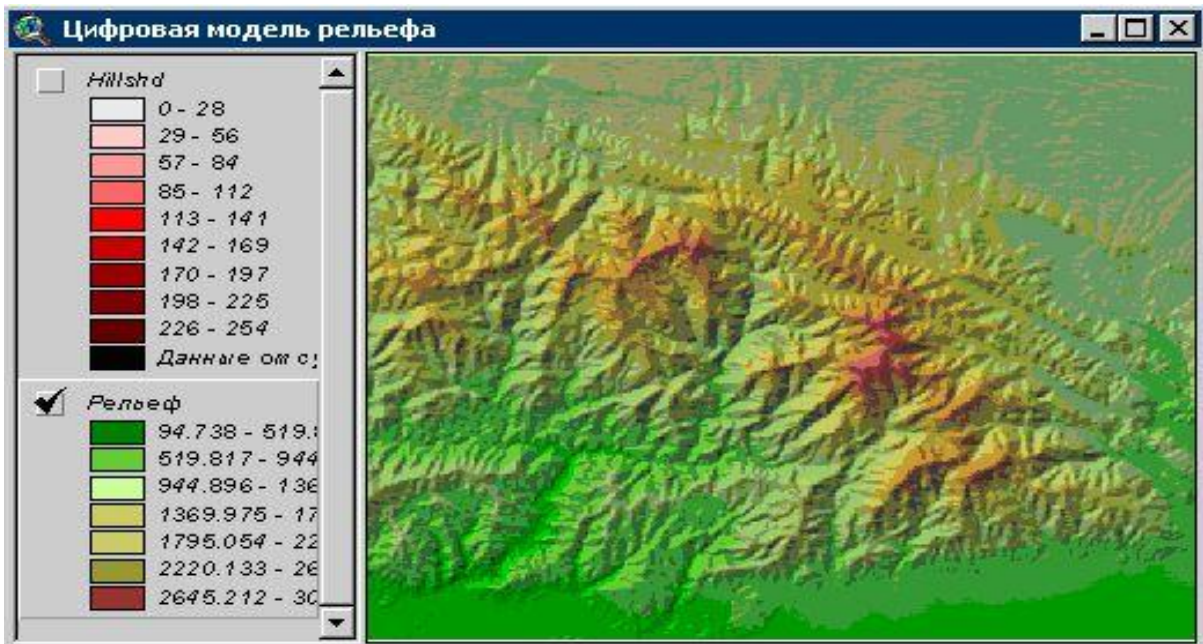 Цифровая модель рельефа
Hillshd
0 - 28
29 - 56
57 - 84
85 - 112
113 - 141
142 - 169
170 - 197
198 - 225
226 - 254
Данные от
Рельеф
94.738 - 519.
519.817 - 944
944.896 - 136
1369.975 - 17
1795.054 - 22
2220.133 - 26
2645.212 - 30